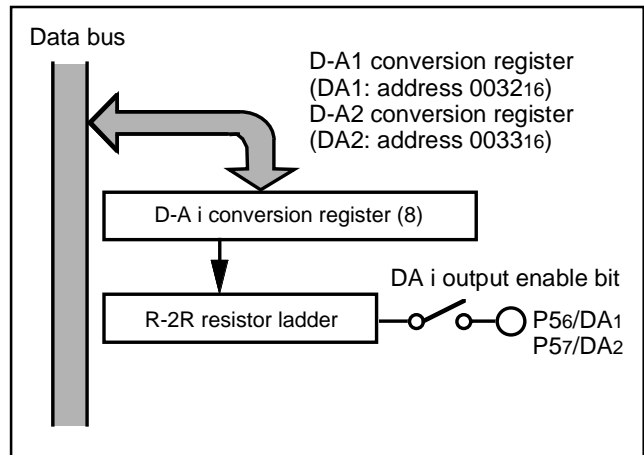 Data bus
D-A1 conversion register
(DA1: address 003216)
D-A2 conversion register
(DA2: address 003316)
D-A i conversion register (8)
DA i output enable bit
R-2R resistor ladder
P56/DA1
P57/DA2